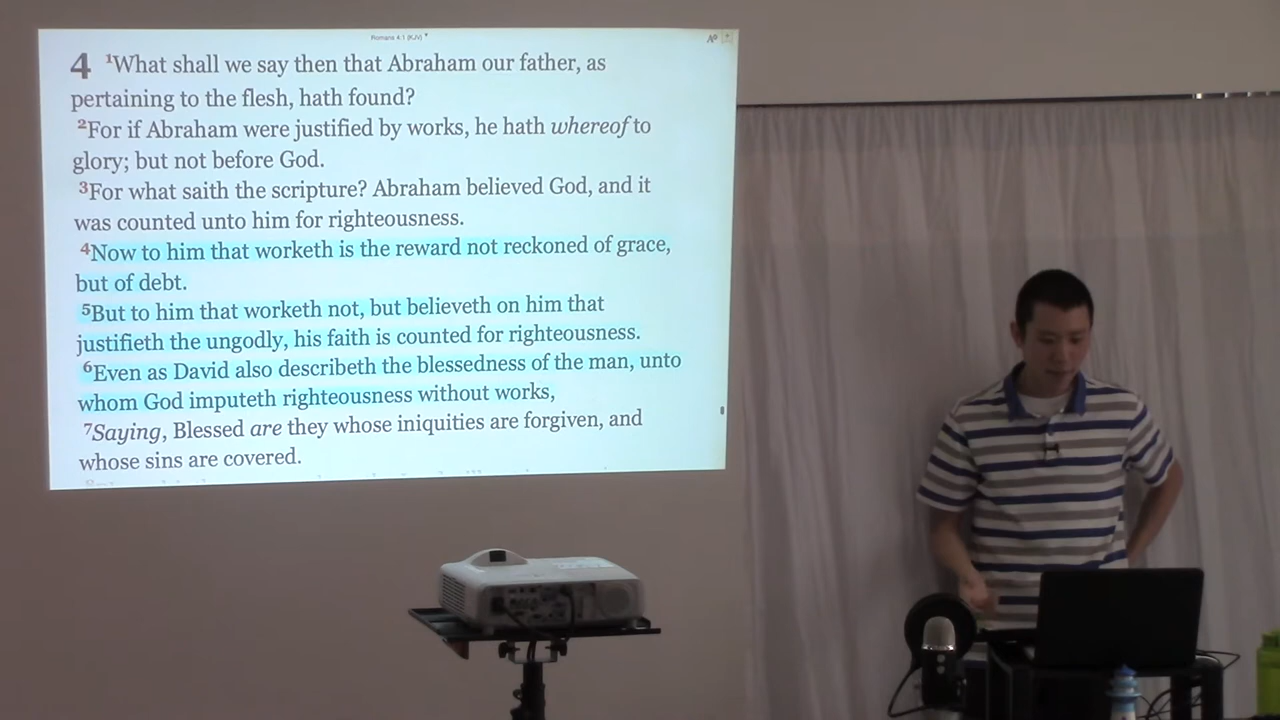 Romans 4:1 (KJV)
4 1What shall we say then that Abraham our father, as
pertaining to the flesh, hath found?
2For if Abraham were justified by works, he hath whereof to
glory; but not before God.
3For what saith the scripture? Abraham believed God, and it
was counted unto him for righteousness.
4Now to him that worketh is the reward not reckoned of grace,
but of debt.
5But to him that worketh not, but believeth on him that
justifieth the ungodly, his faith is counted for righteousness.
6Even as David also describeth the blessedness of the man, unto
whom God imputeth righteousness without works,
7Saying, Blessed are they whose iniquities are forgiven, and
whose sins are covered.